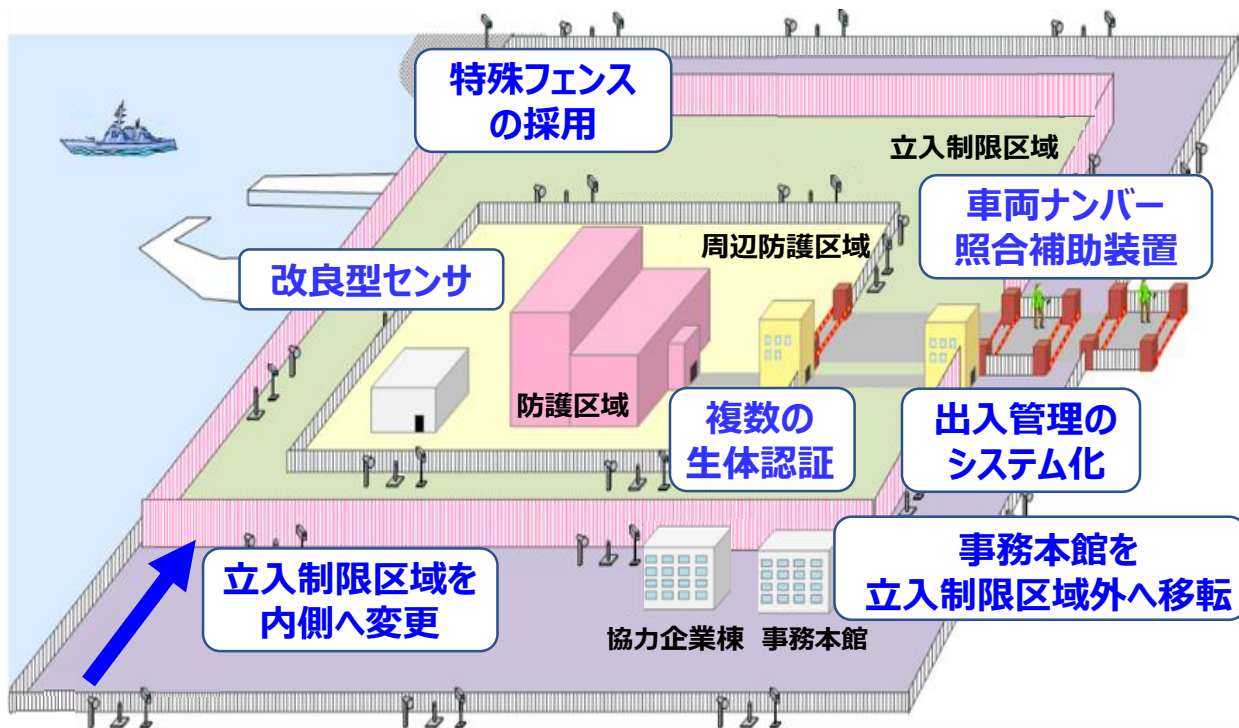 特殊フェンス
の採用
立入制限区域
車両ナンバー
照合補助装置
周辺防護区域
改良型センサ
防護区域
複数の
生体認証
出入管理の
システム化
立入制限区域を
内側へ変更
事務本館を
立入制限区域外へ移転
協力企業棟
事務本館